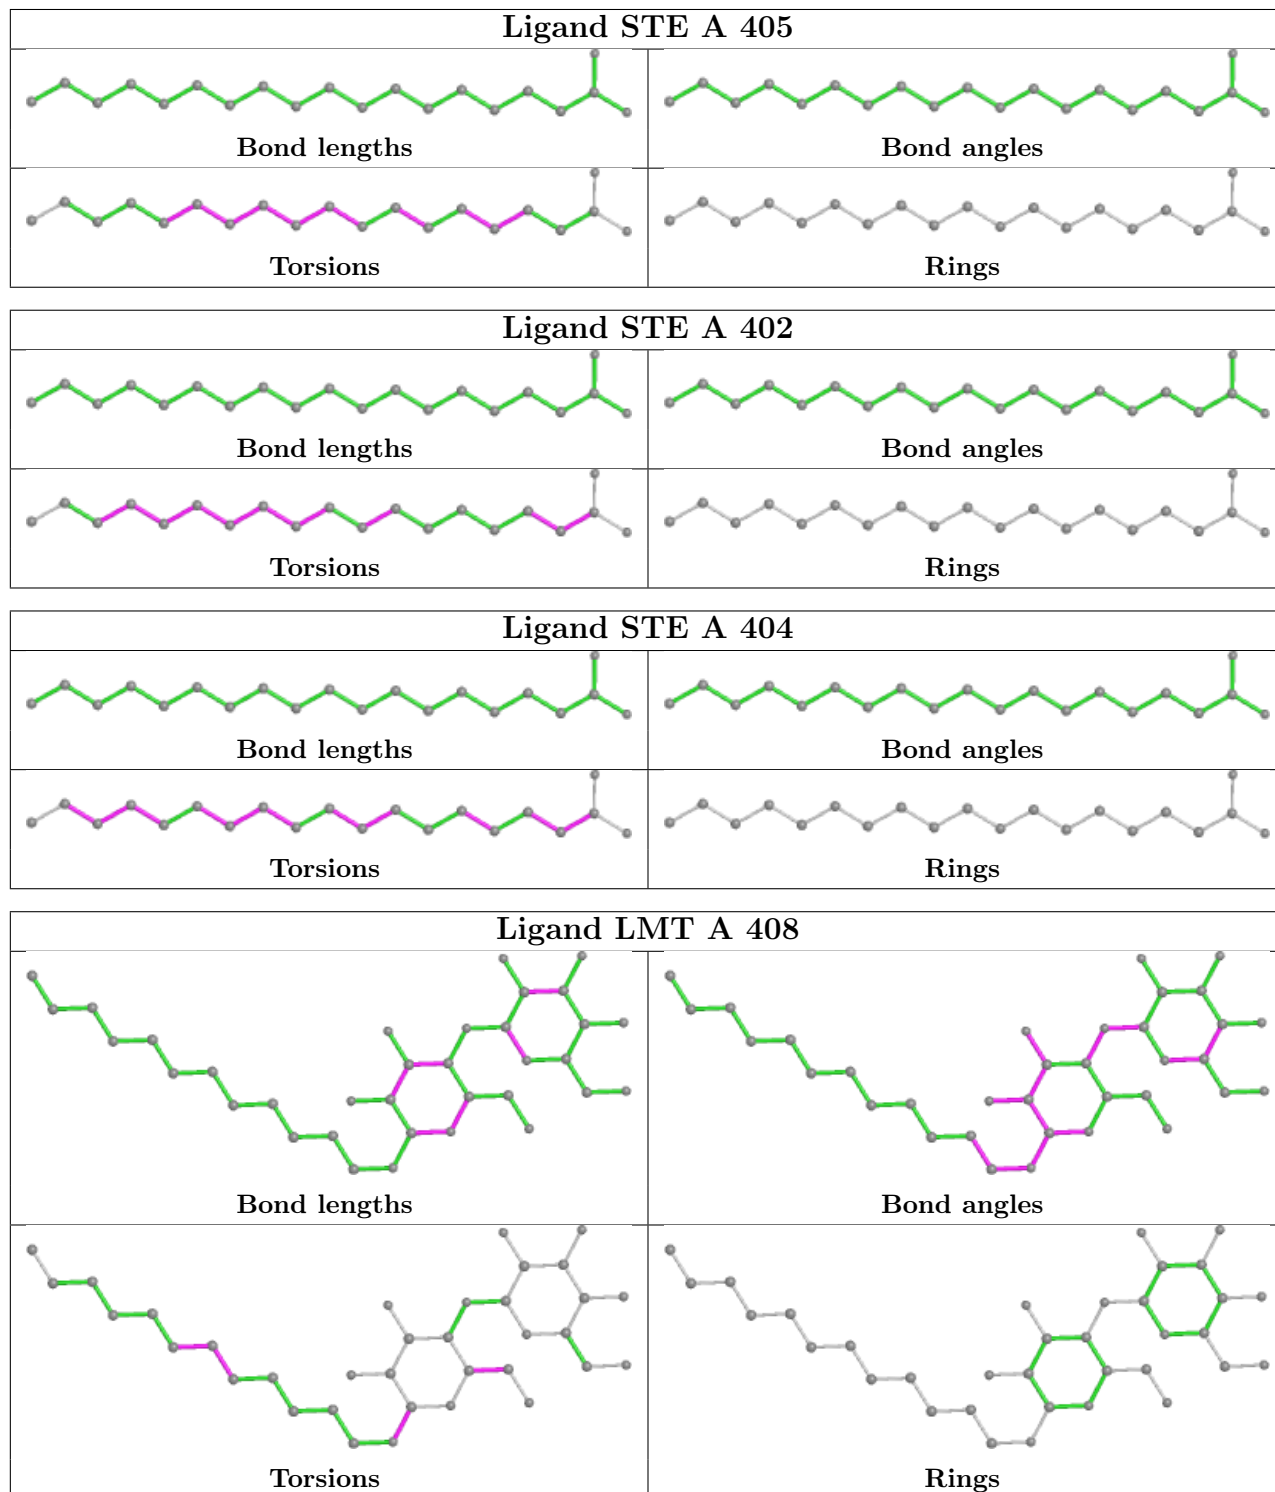 Ligand STE A 405
Bond lengths
Bond angles
Torsions
Rings
Ligand STE A 402
Bond lengths
Bond angles
Torsions
Rings
Ligand STE A 404
Bond lengths
Bond angles
Torsions
Rings
Ligand LMT A 408
Bond lengths
Bond angles
Torsions
Rings